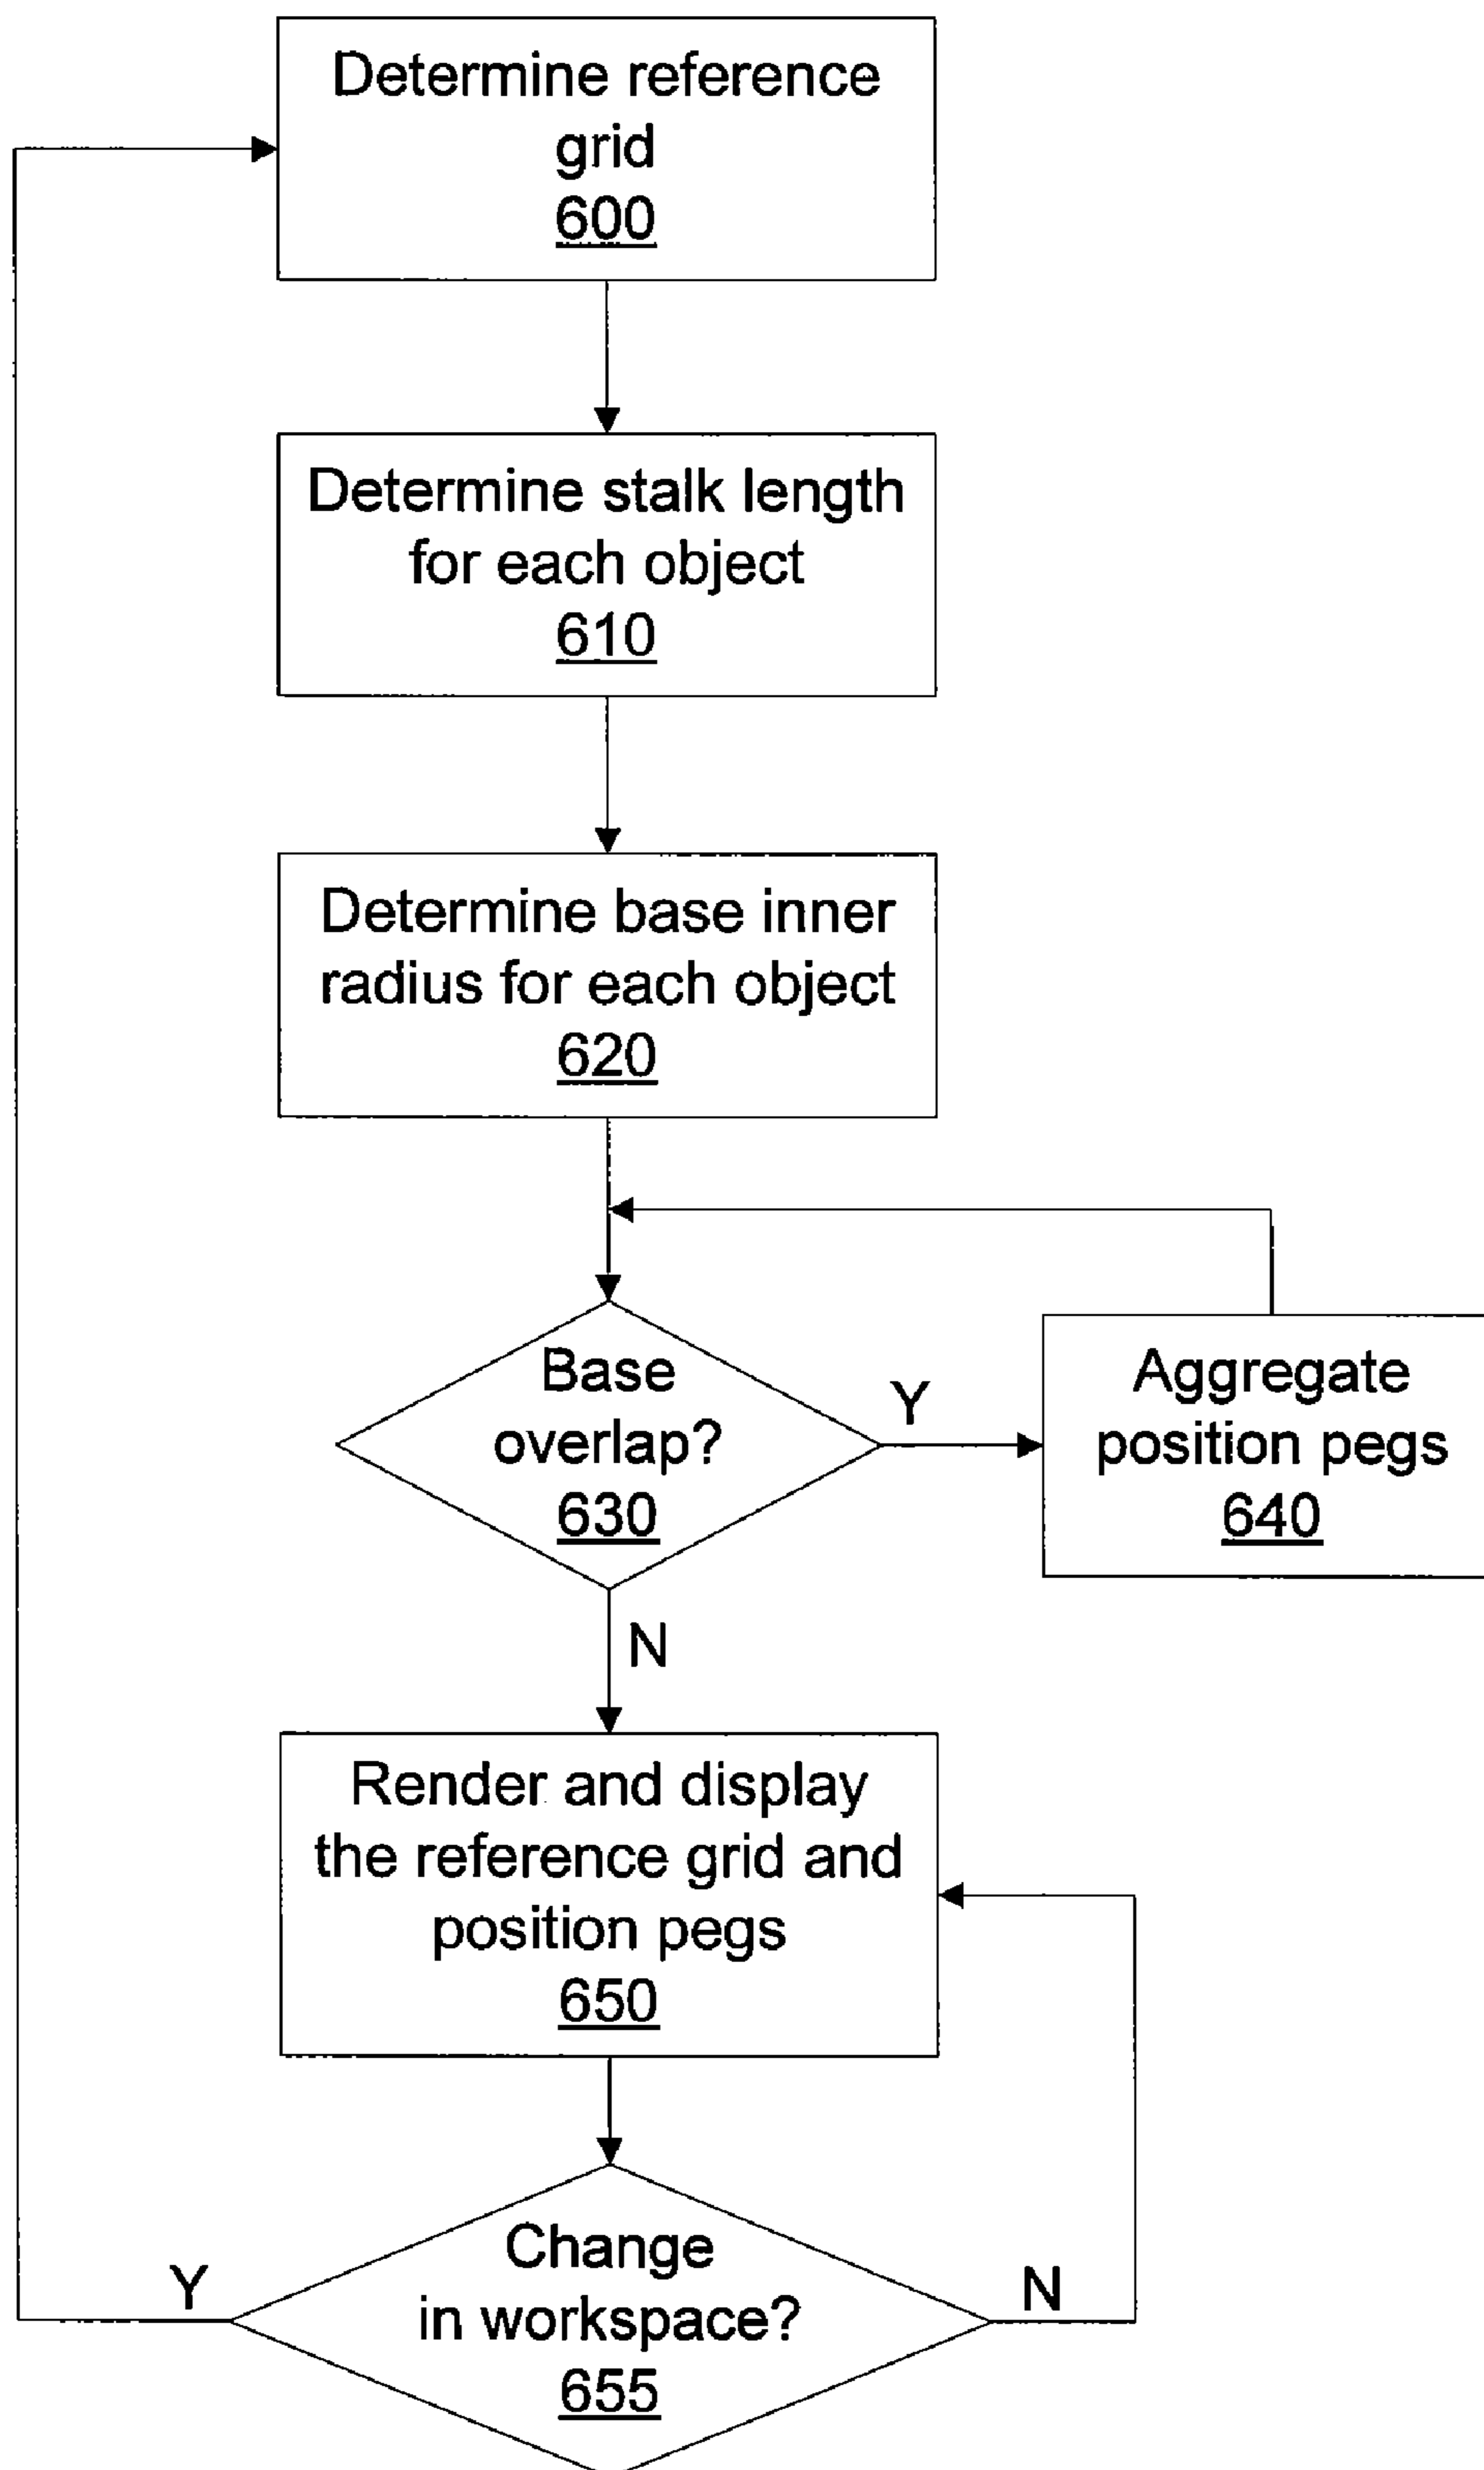 Determine reference
grid
600
Determine stalk length
for each object
610
Determine base inner
radius for each object
620
Base
overlap?
630
Y
Aggregate
position pegs
640
N
Render and display
the reference grid and
position pegs
650
Change
in workspace?
655
Y
N